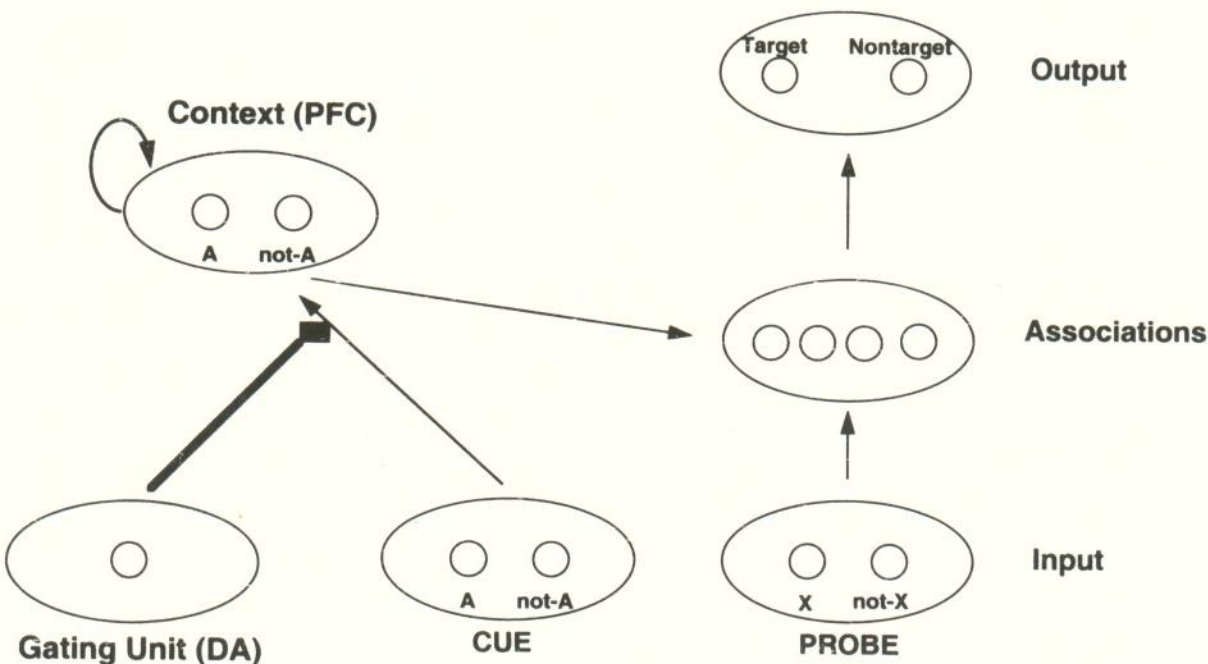 Target Nontarget
Output
Context (PFC)
A not-A
Associations
Input
A not-A
X not-X
Gating Unit (DA)
CUE
PROBE